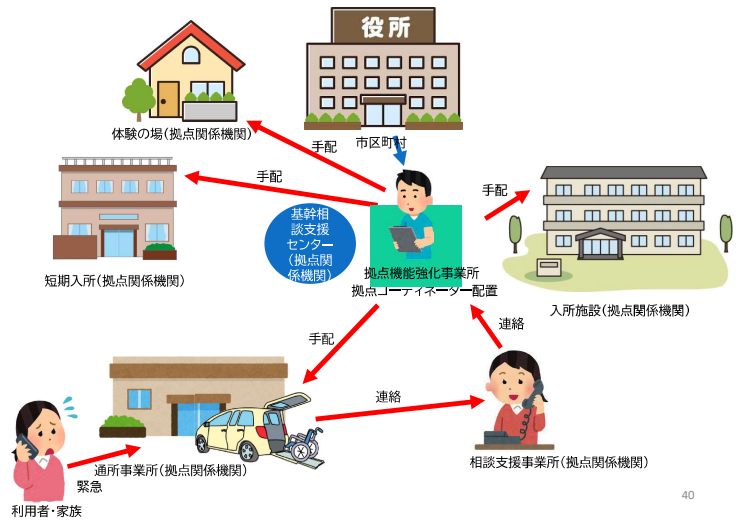 役所
体験の場(拠点関係機関)
手配
市区町村
手配
手配
基幹相
談支援
センター
(拠点関
係機関)
短期入所(拠点関係機関)
拠点機能強化事業所
拠点コーディネーター配置
入所施設(拠点関係機関)
連絡
手配
連絡
通所事業所(拠点関係機関)
相談支援事業所(拠点関係機関)
緊急
利用者・家族
40